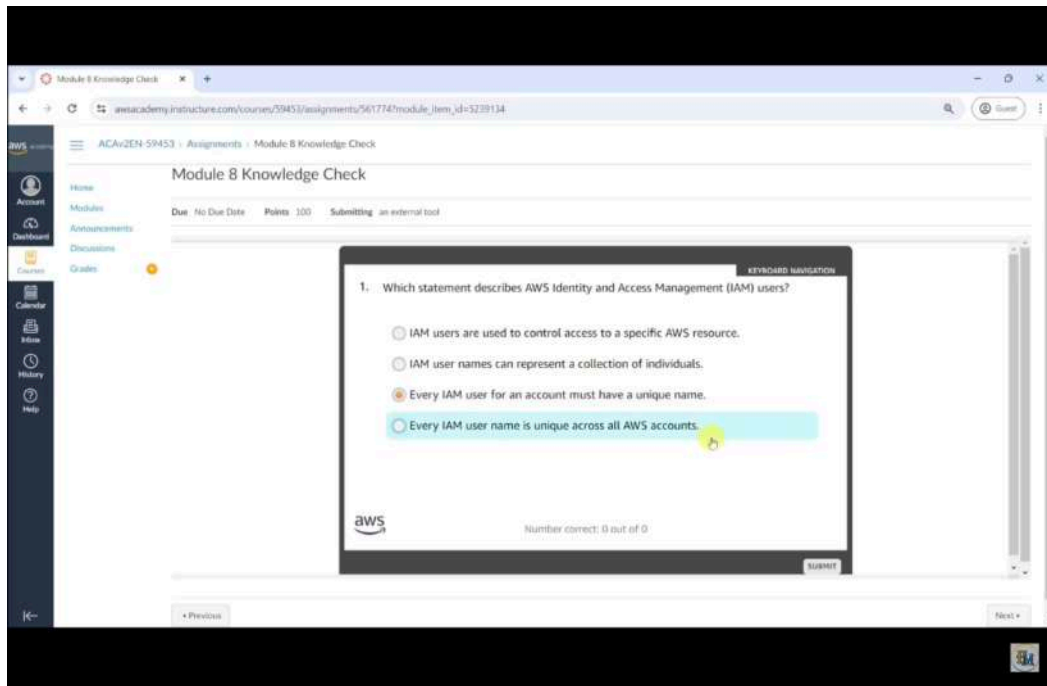 Module 8 Knowledge Check
awsacademy.instructure.com/courses/59453/assignments/561774?module_item_id=5239134
Guest
aws
ACAv2EN-59453 › Assignments › Module 8 Knowledge Check
Account
Dashboard
Courses
Calendar
Inbox
History
Help
Home
Modules
Announcements
Discussions
Grades
Module 8 Knowledge Check
Due No Due Date Points 100 Submitting an external tool
KEYBOARD NAVIGATION
1. Which statement describes AWS Identity and Access Management (IAM) users?
IAM users are used to control access to a specific AWS resource.
IAM user names can represent a collection of individuals.
Every IAM user for an account must have a unique name.
Every IAM user name is unique across all AWS accounts.
aws
Number correct: 0 out of 0
SUBMIT
Previous
Next